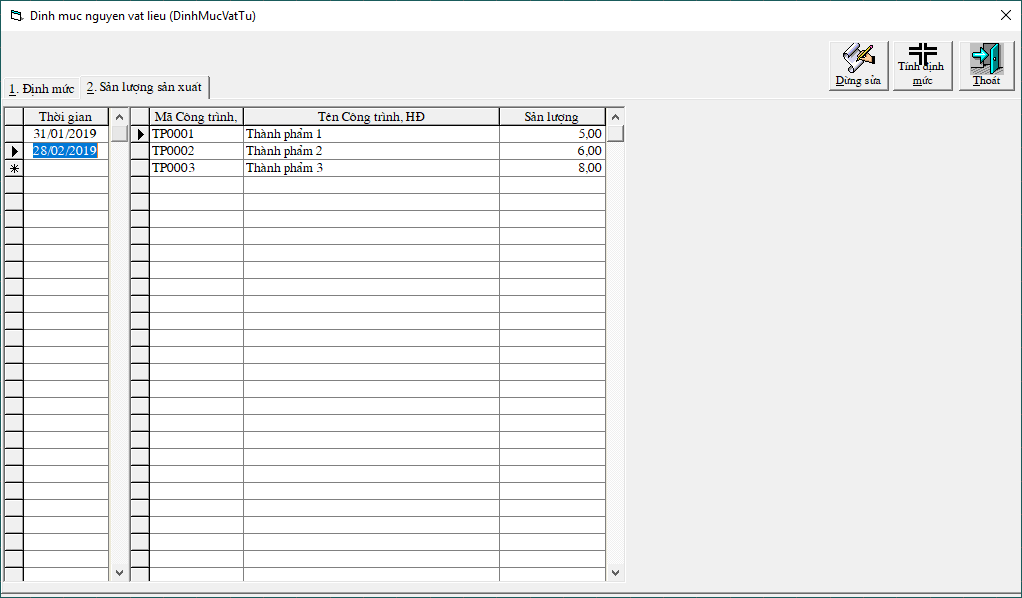 Dinh muc nguyen vat lieu (DinhMucVatTu)
Dừng sửa
Tính định mức
Thoát
1. Định mức
2. Sản lượng sản xuất
Thời gian
31/01/2019
28/02/2019
Mã Công trình, Tên Công trình, HĐ Sản lượng
TP0001 Thành phẩm 1 5,00
TP0002 Thành phẩm 2 6,00
TP0003 Thành phẩm 3 8,00